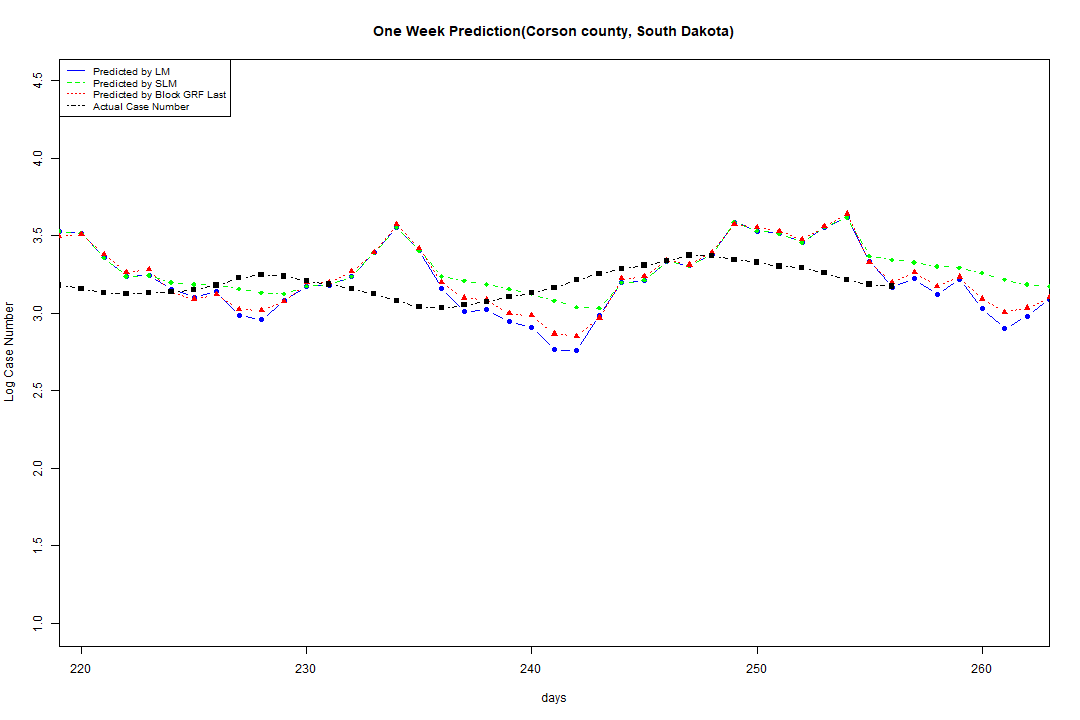 One Week Prediction(Corson county, South Dakota)
Predicted by LM
Predicted by SLM
Predicted by Block GRF Last
Actual Case Number
4.5
4.0
3.5
3.0
2.5
2.0
1.5
1.0
Log Case Number
220 230 240 250 260
days